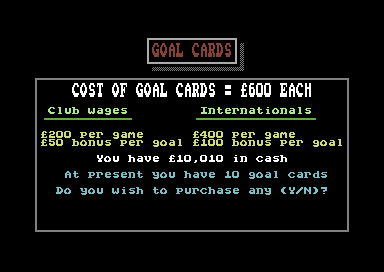 GOAL CARDS
COST OF GOAL CARDS = £600 EACH
Club wages Internationals
£200 per game £400 per game
£50 bonus per goal £100 bonus per goal
You have £10,010 in cash
At present you have 10 goal cards
Do you wish to purchase any (Y/N)?